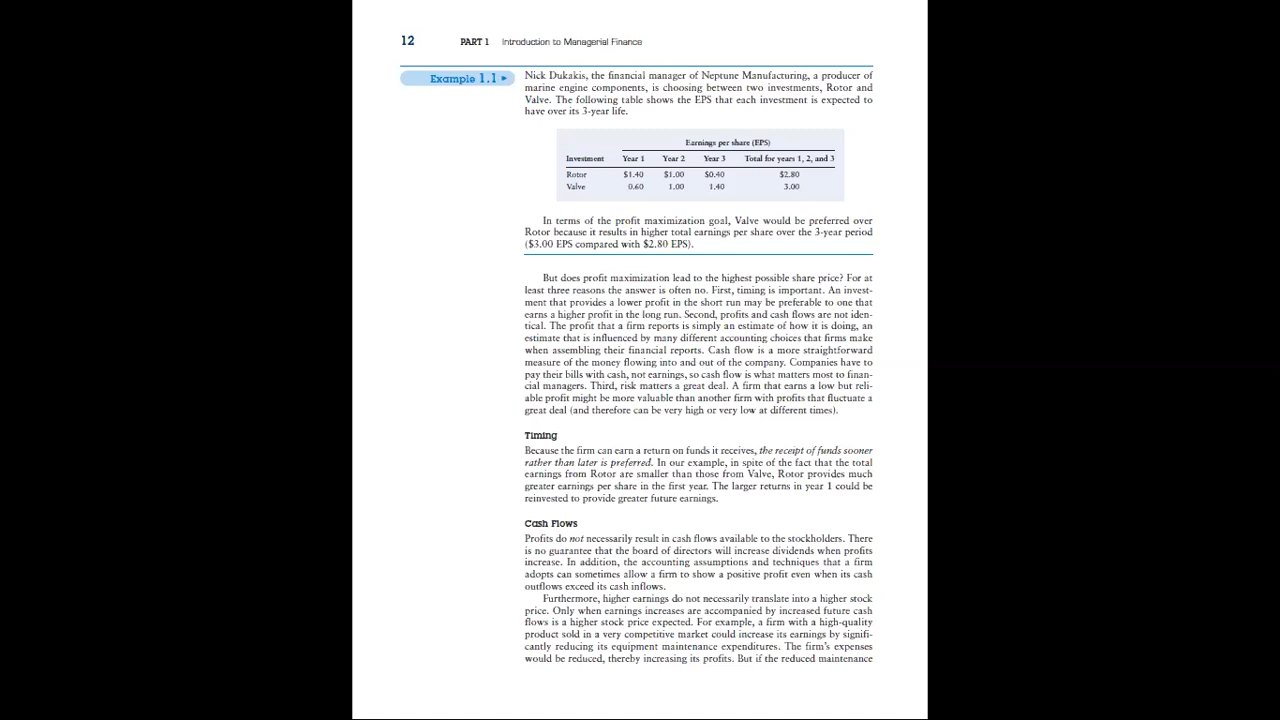 12 PART 1 Introduction to Managerial Finance
Example 1.1 ►
Nick Dukakis, the financial manager of Neptune Manufacturing, a producer of
marine engine components, is choosing between two investments, Rotor and
Valve. The following table shows the EPS that each investment is expected to
have over its 3-year life.
Earnings per share (EPS)
Investment Year 1 Year 2 Year 3 Total for years 1, 2, and 3
Rotor $1.40 $1.00 $0.40 $2.80
Valve 0.60 1.00 1.40 3.00
In terms of the profit maximization goal, Valve would be preferred over
Rotor because it results in higher total earnings per share over the 3-year period
($3.00 EPS compared with $2.80 EPS).
But does profit maximization lead to the highest possible share price? For at
least three reasons the answer is often no. First, timing is important. An invest-
ment that provides a lower profit in the short run may be preferable to one that
earns a higher profit in the long run. Second, profits and cash flows are not iden-
tical. The profit that a firm reports is simply an estimate of how it is doing, an
estimate that is influenced by many different accounting choices that firms make
when assembling their financial reports. Cash flow is a more straightforward
measure of the money flowing into and out of the company. Companies have to
pay their bills with cash, not earnings, so cash flow is what matters most to finan-
cial managers. Third, risk matters a great deal. A firm that earns a low but reli-
able profit might be more valuable than another firm with profits that fluctuate a
great deal (and therefore can be very high or very low at different times).
Timing
Because the firm can earn a return on funds it receives, the receipt of funds sooner
rather than later is preferred. In our example, in spite of the fact that the total
earnings from Rotor are smaller than those from Valve, Rotor provides much
greater earnings per share in the first year. The larger returns in year 1 could be
reinvested to provide greater future earnings.
Cash Flows
Profits do not necessarily result in cash flows available to the stockholders. There
is no guarantee that the board of directors will increase dividends when profits
increase. In addition, the accounting assumptions and techniques that a firm
adopts can sometimes allow a firm to show a positive profit even when its cash
outflows exceed its cash inflows.
Furthermore, higher earnings do not necessarily translate into a higher stock
price. Only when earnings increases are accompanied by increased future cash
flows is a higher stock price expected. For example, a firm with a high-quality
product sold in a very competitive market could increase its earnings by signifi-
cantly reducing its equipment maintenance expenditures. The firm's expenses
would be reduced, thereby increasing its profits. But if the reduced maintenance